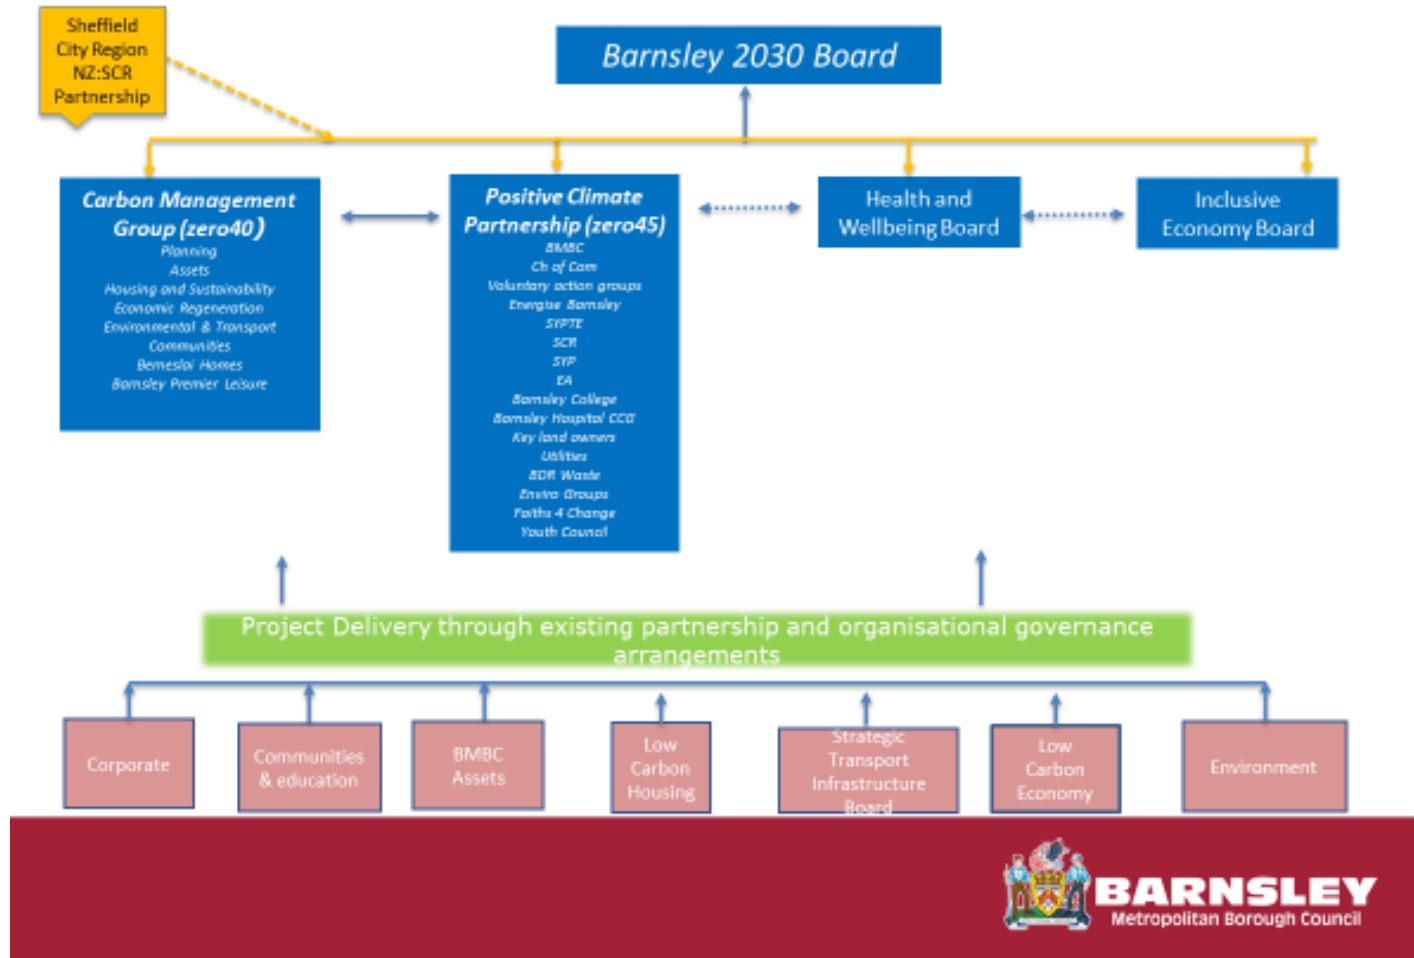 Sheffield
City Region
NZ:SCR
Partnership
Barnsley 2030 Board
Carbon Management
Group (zero40)
Planning
Assets
Housing and Sustainability
Economic Regeneration
Environmental & Transport
Communities
Berneslai Homes
Barnsley Premier Leisure
Positive Climate
Partnership (zero45)
BMBC
Ch of Com
Voluntary action groups
Energise Barnsley
SYPTE
SCR
SYP
EA
Barnsley College
Barnsley Hospital CCG
Key land owners
Utilities
BDR Waste
Enviro Groups
Faiths 4 Change
Youth Council
Health and
Wellbeing Board
Inclusive
Economy Board
Project Delivery through existing partnership and organisational governance
arrangements
Corporate
Communities
& education
BMBC
Assets
Low
Carbon
Housing
Strategic
Transport
Infrastructure
Board
Low
Carbon
Economy
Environment
BARNSLEY
Metropolitan Borough Council